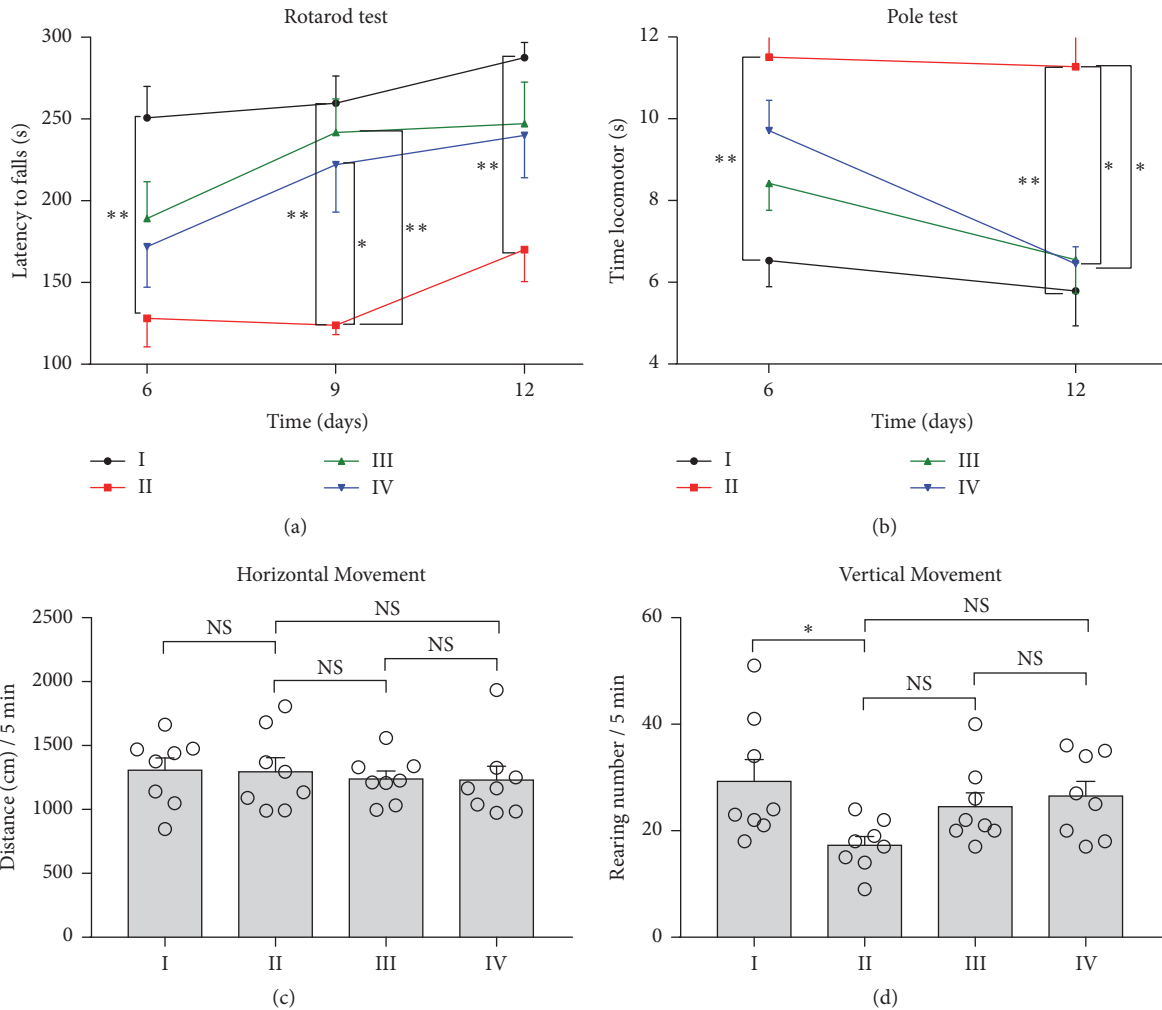 Rotarod test
300
250
200
150
100
Latency to falls (s)
**
**
*
**
**
6
9
12
Time (days)
I
II
III
IV
(a)
Pole test
12
10
8
6
4
Time locomotor (s)
**
**
*
*
6
12
Time (days)
I
II
III
IV
(b)
Horizontal Movement
2500
2000
1500
1000
500
0
Distance (cm) / 5 min
NS
NS
NS
NS
I
II
III
IV
(c)
Vertical Movement
60
40
20
0
Rearing number / 5 min
*
NS
NS
NS
I
II
III
IV
(d)